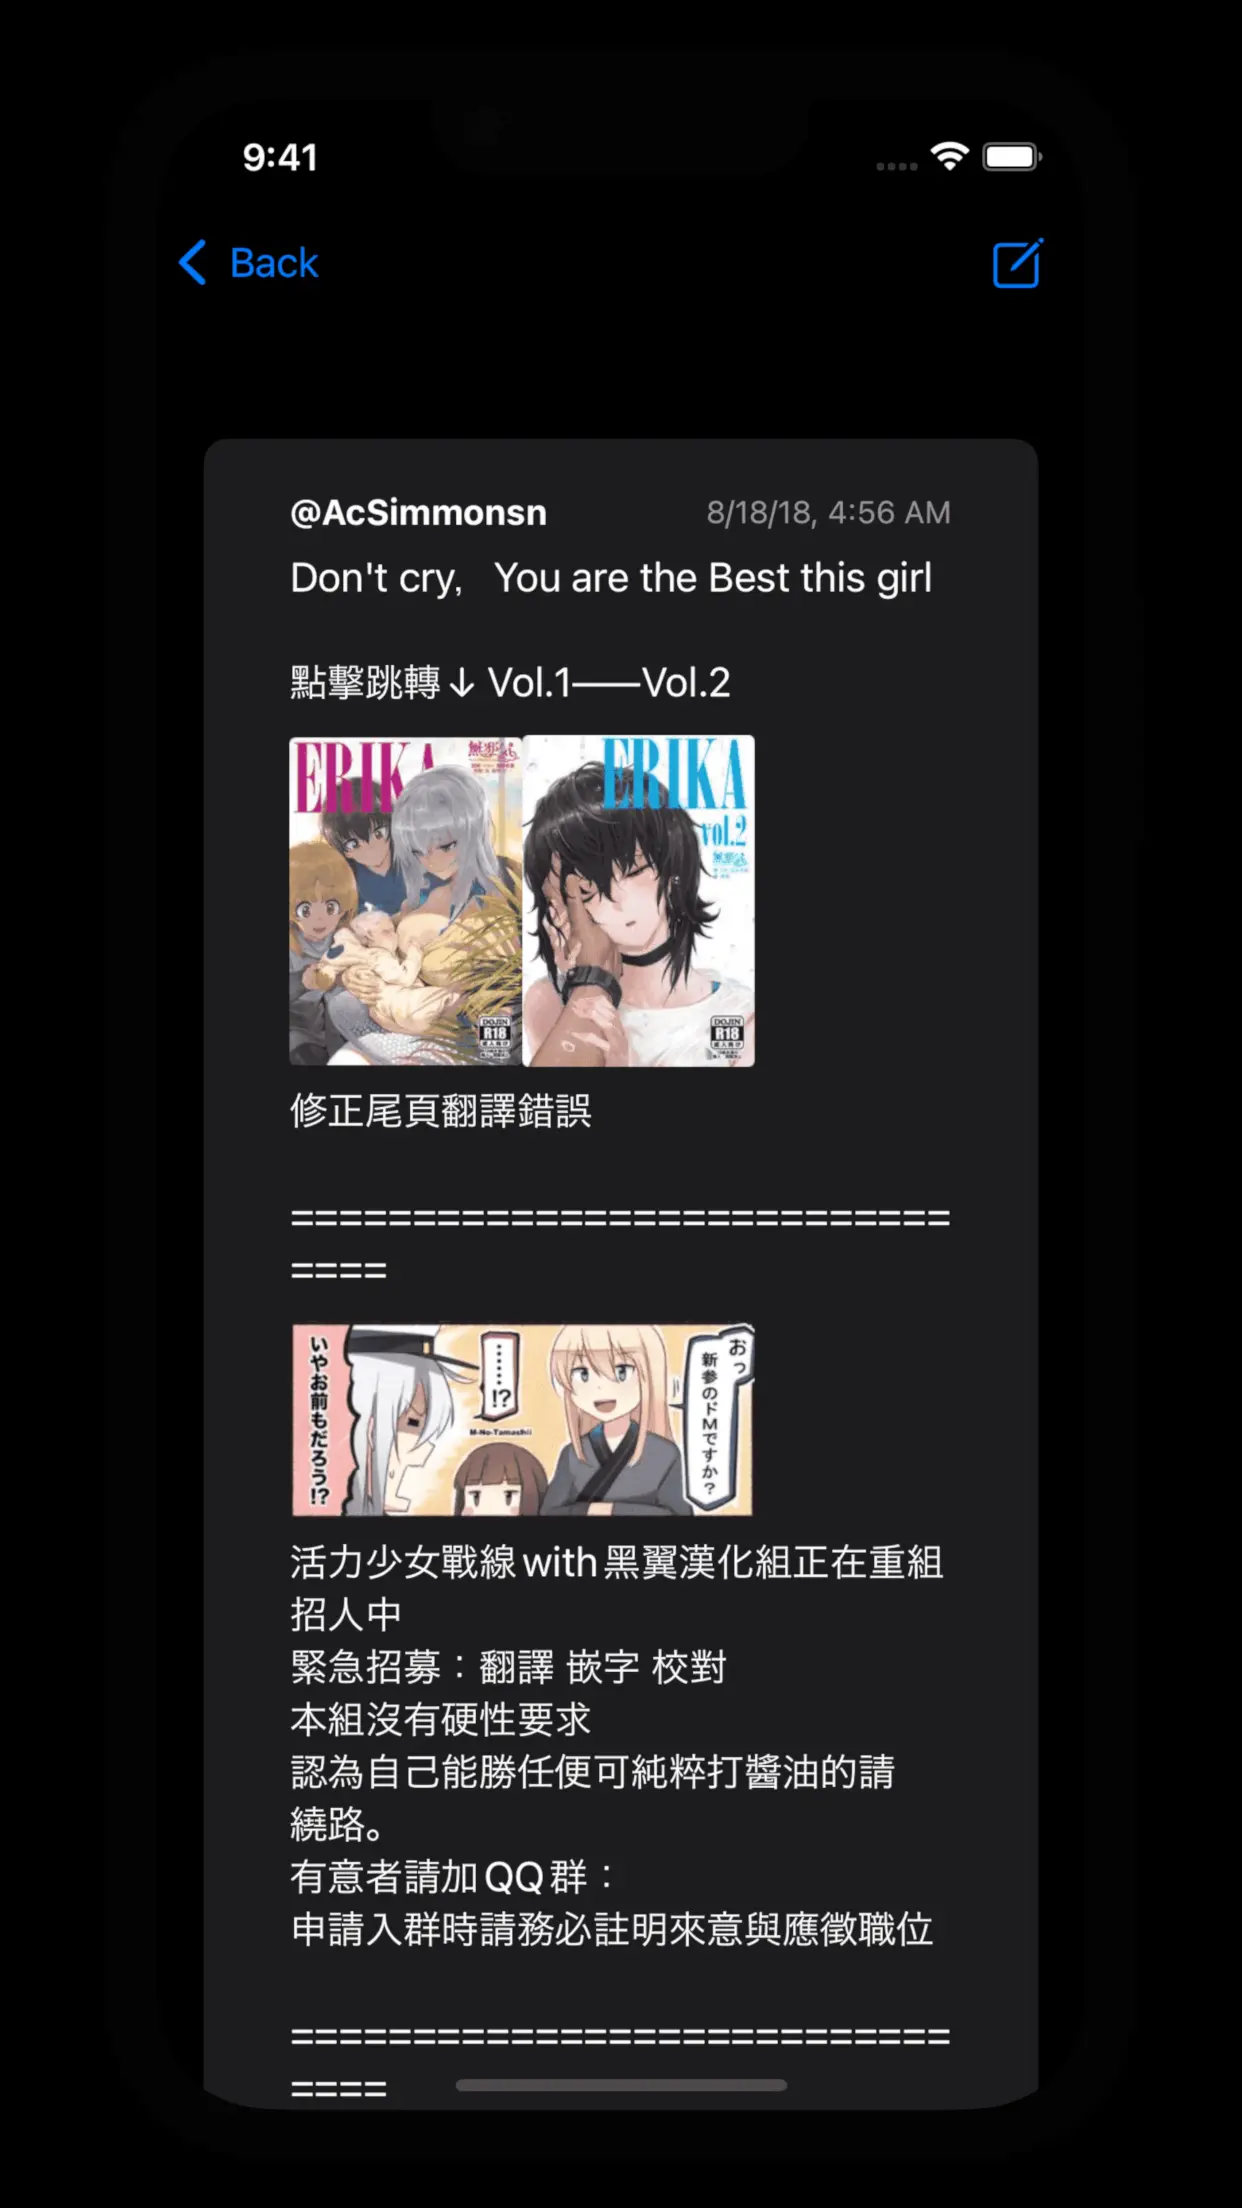 9:41
Back
@AcSimmonsn
8/18/18, 4:56 AM
Don't cy, You are the Best this girl
點擊跳轉↓ Vol.1——Vol.2
ERIKA
無邪気
DOJIN
R18
ERIKA
vol.2
無邪気
DOJIN
R18
修正尾頁翻譯錯誤
===========================
====
おっ
新参のドMですか?
……!?
M-No-Tamashii
いやお前もだろう!?
活力少女戰線with黑翼漢化組正在重組
招人中
緊急招募：翻譯 嵌字 校對
本組沒有硬性要求
認為自己能勝任便可純粹打醬油的請
繞路。
有意者請加QQ群：
申請入群時請務必註明來意與應徵職位
===========================
====